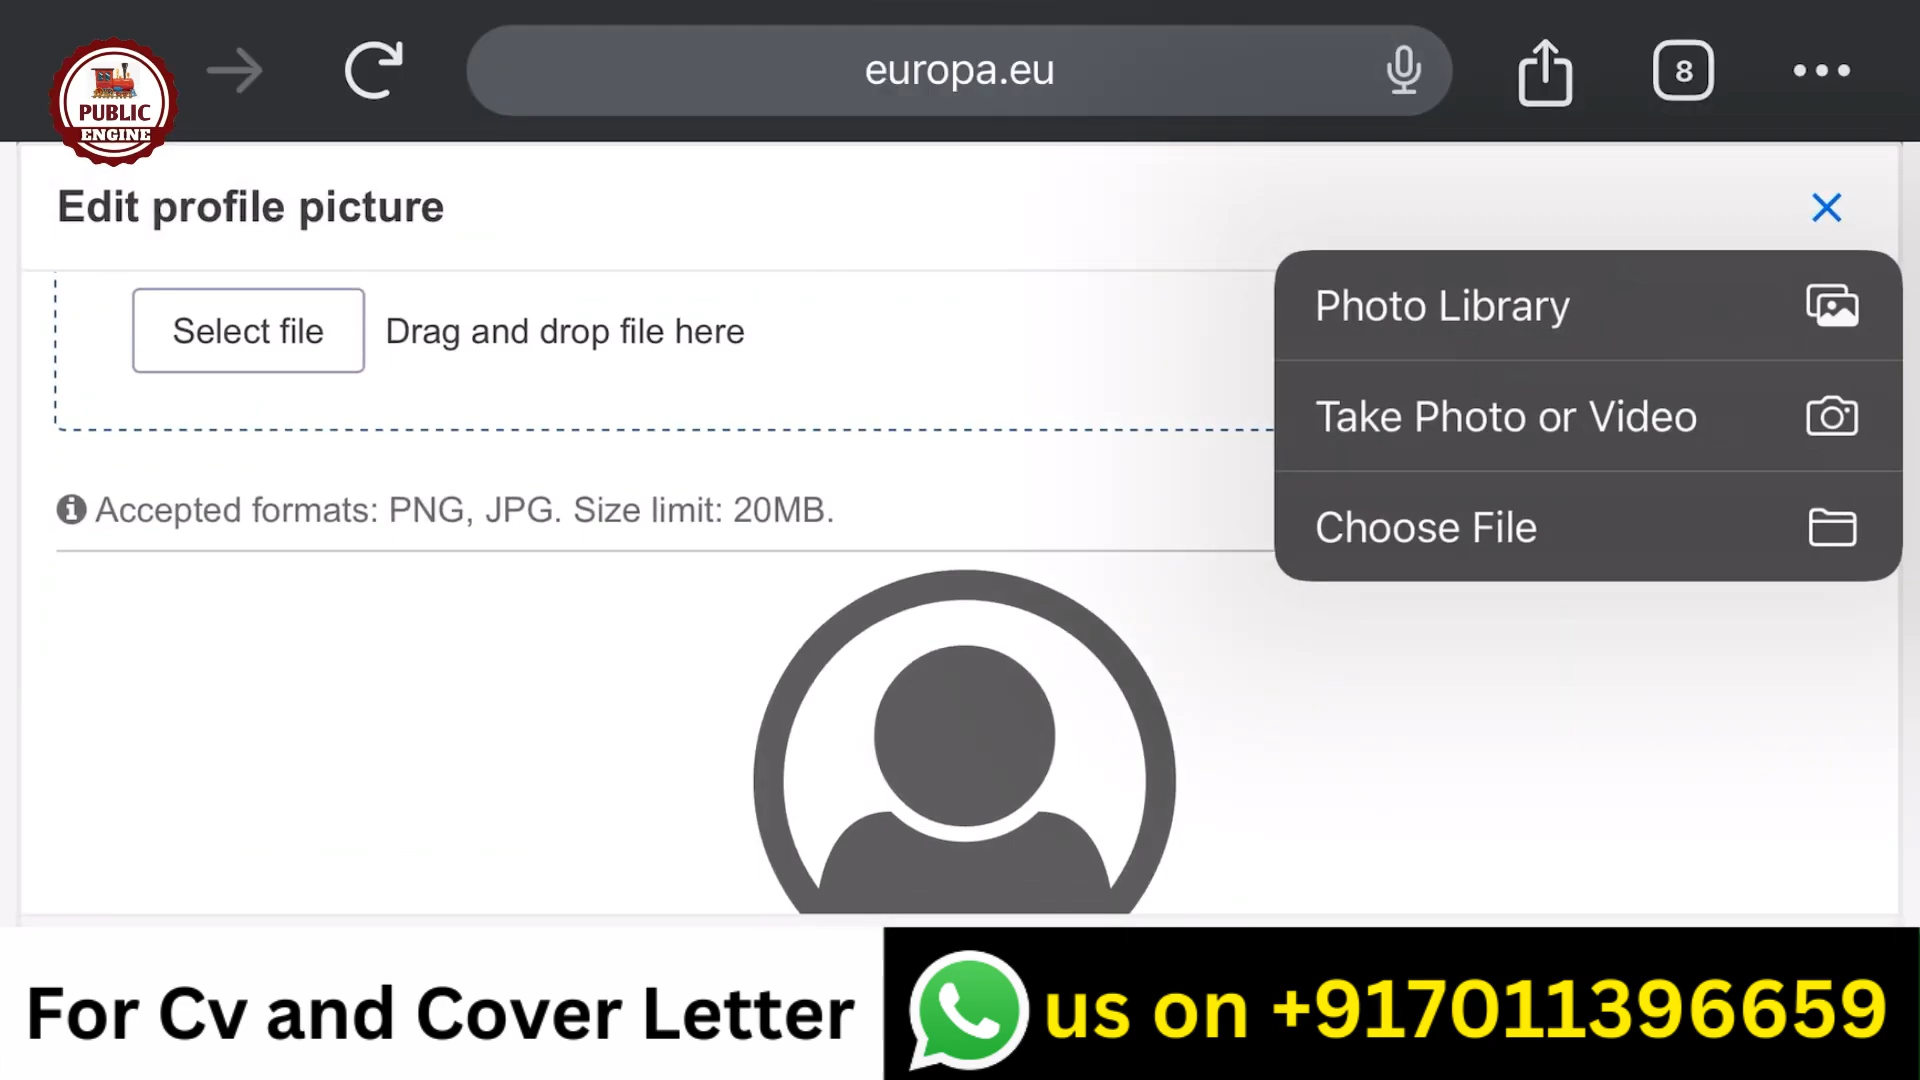 europa.eu
8
PUBLIC
ENGINE
Edit profile picture
Select file
Drag and drop file here
Accepted formats: PNG, JPG. Size limit: 20MB.
Photo Library
Take Photo or Video
Choose File
For Cv and Cover Letter
us on +917011396659